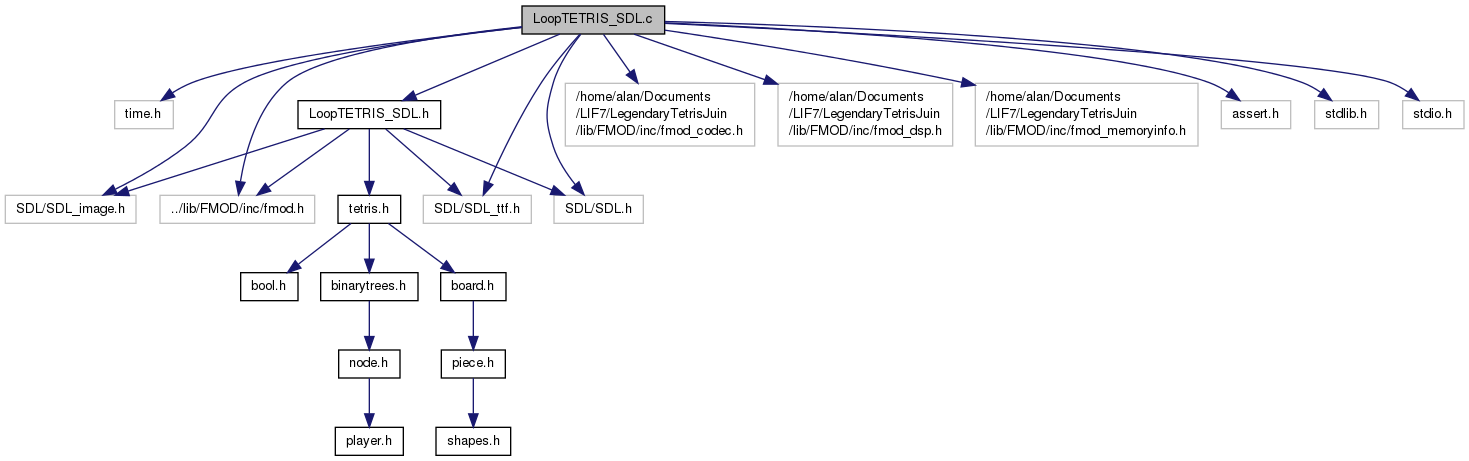 LoopTETRIS_SDL.c
time.h
LoopTETRIS_SDL.h
/home/alan/Documents
/LIF7/LegendaryTetrisJuin
/lib/FMOD/inc/fmod_codec.h
/home/alan/Documents
/LIF7/LegendaryTetrisJuin
/lib/FMOD/inc/fmod_dsp.h
/home/alan/Documents
/LIF7/LegendaryTetrisJuin
/lib/FMOD/inc/fmod_memoryinfo.h
assert.h
stdlib.h
stdio.h
SDL/SDL_image.h
../lib/FMOD/inc/fmod.h
tetris.h
SDL/SDL_ttf.h
SDL/SDL.h
bool.h
binarytrees.h
board.h
node.h
piece.h
player.h
shapes.h